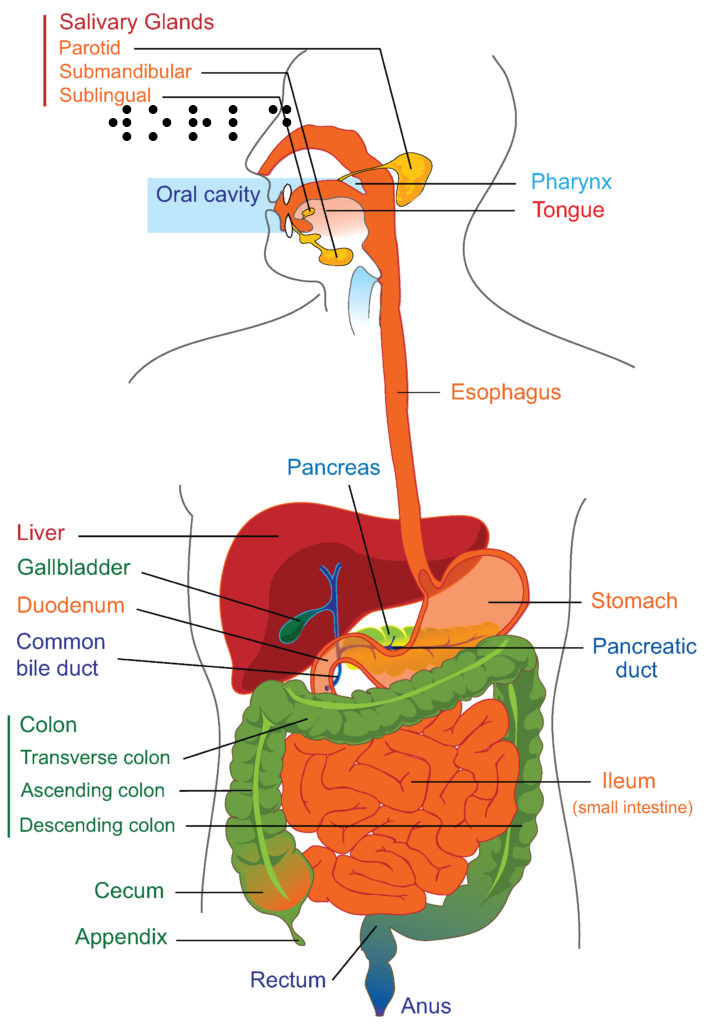 Salivary Glands
Parotid
Submandibular
Sublingual
⠺⠕⠗⠇⠙
Oral cavity
Pharynx
Tongue
Esophagus
Pancreas
Liver
Gallbladder
Duodenum
Common
bile duct
Stomach
Pancreatic
duct
Colon
Transverse colon
Ascending colon
Descending colon
Ileum
(small intestine)
Cecum
Appendix
Rectum
Anus